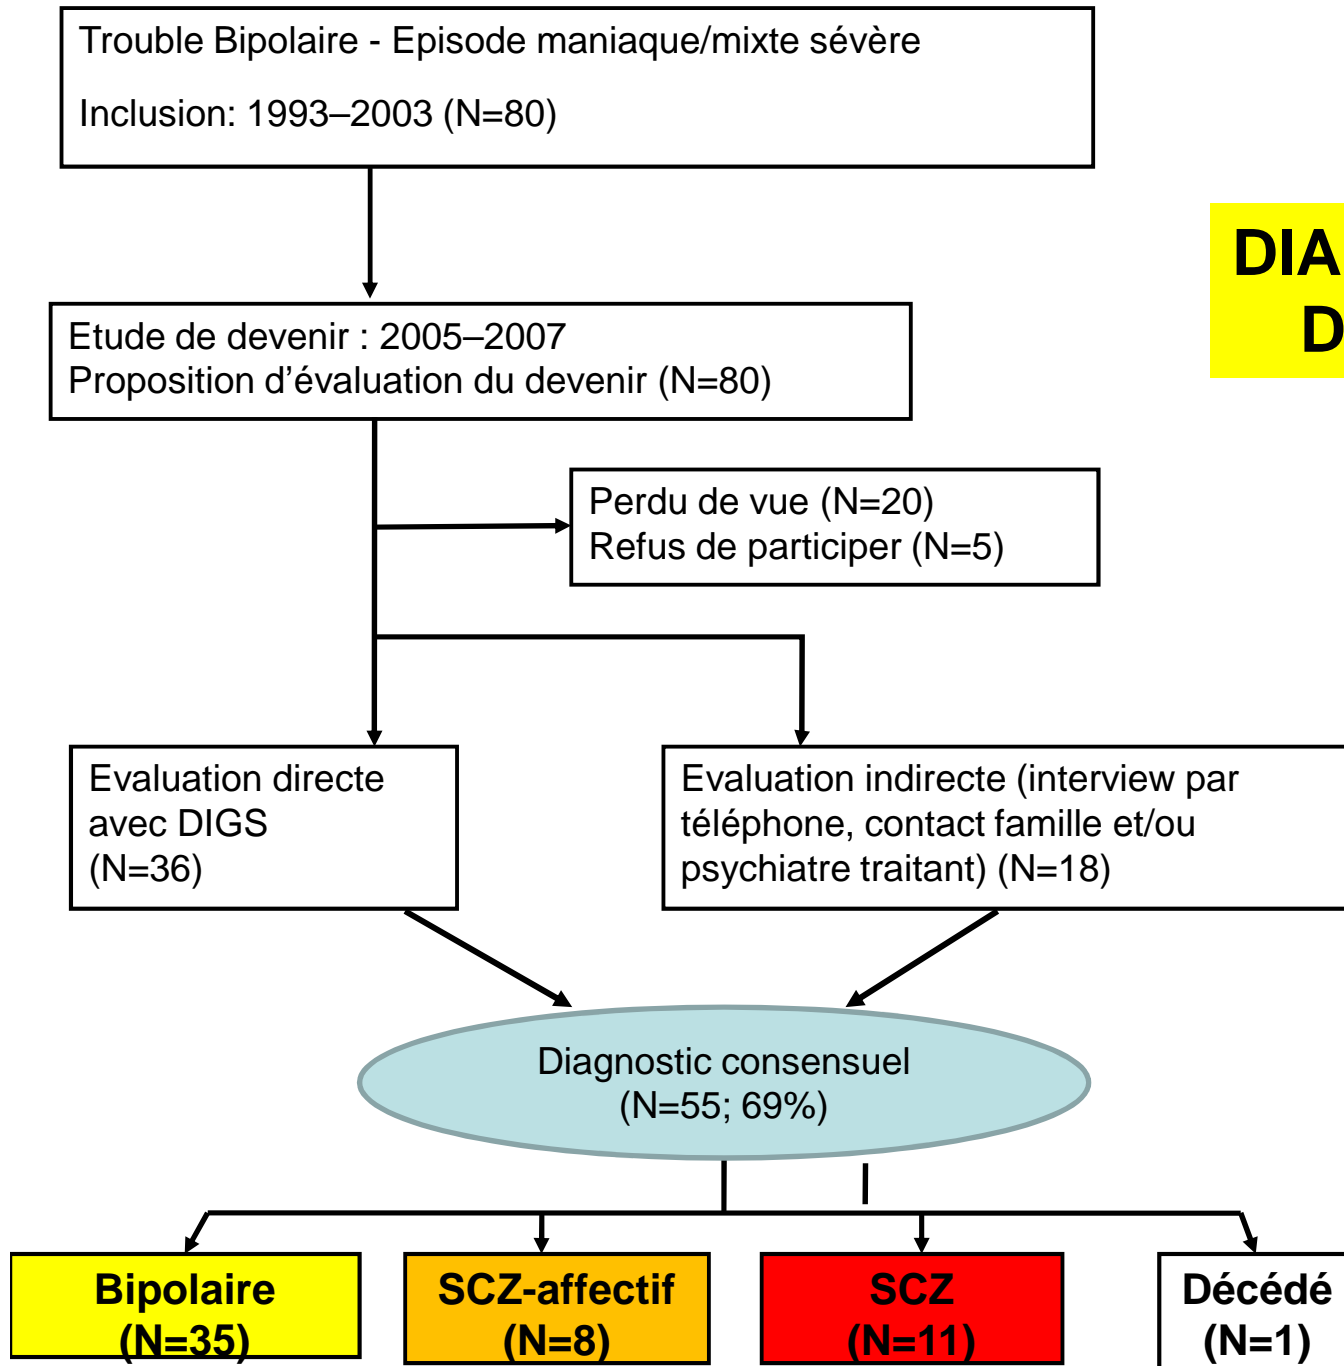 Trouble Bipolaire - Episode maniaque/mixte sévère
Inclusion: 1993–2003 (N=80)
DIA
D
Etude de devenir : 2005–2007
Proposition d’évaluation du devenir (N=80)
Perdu de vue (N=20)
Refus de participer (N=5)
Evaluation directe
avec DIGS
(N=36)
Evaluation indirecte (interview par
téléphone, contact famille et/ou
psychiatre traitant) (N=18)
Diagnostic consensuel
(N=55; 69%)
Bipolaire
(N=35)
SCZ-affectif
(N=8)
SCZ
(N=11)
Décédé
(N=1)